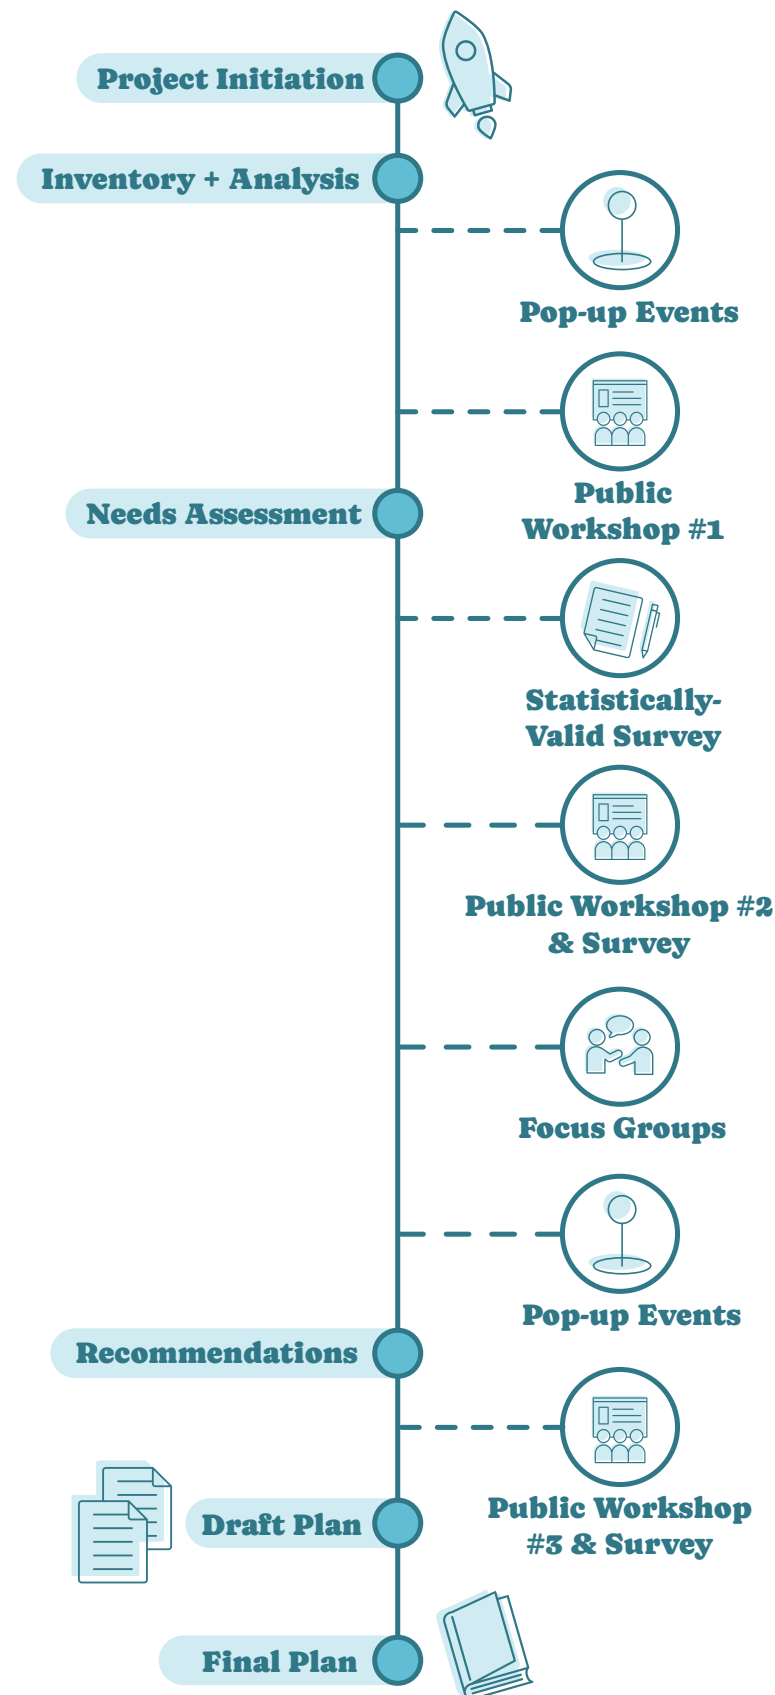 Project Initiation
Inventory + Analysis
Pop-up Events
Public
Workshop #1
Needs Assessment
Statistically-
Valid Survey
Public Workshop #2
& Survey
Focus Groups
Pop-up Events
Recommendations
Public Workshop
#3 & Survey
Draft Plan
Final Plan